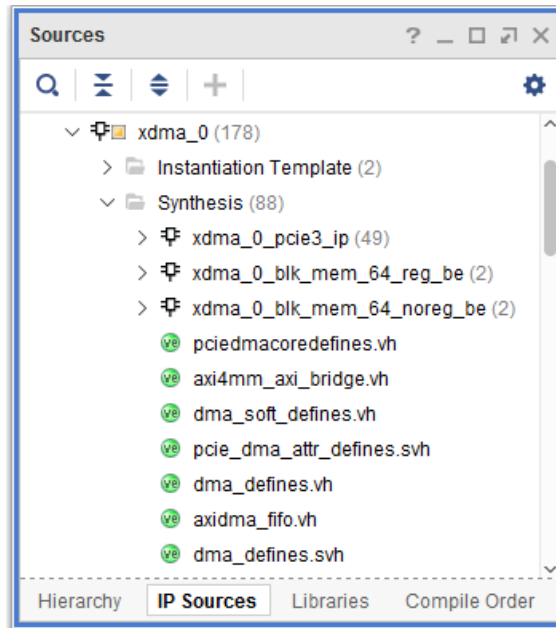 Sources
xdma_0 (178)
Instantiation Template (2)
Synthesis (88)
xdma_0_pcie3_ip (49)
xdma_0_blk_mem_64_reg_be (2)
xdma_0_blk_mem_64_noreg_be (2)
pciedmacoredefines.vh
axi4mm_axi_bridge.vh
dma_soft_defines.vh
pcie_dma_attr_defines.svh
dma_defines.vh
axidma_fifo.vh
dma_defines.svh
Hierarchy IP Sources Libraries Compile Order